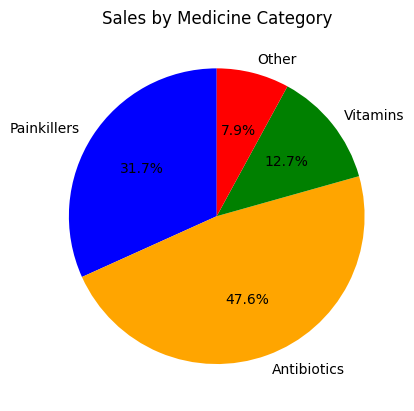 Sales by Medicine Category
Other
Vitamins
Painkillers
7.9%
12.7%
31.7%
47.6%
Antibiotics